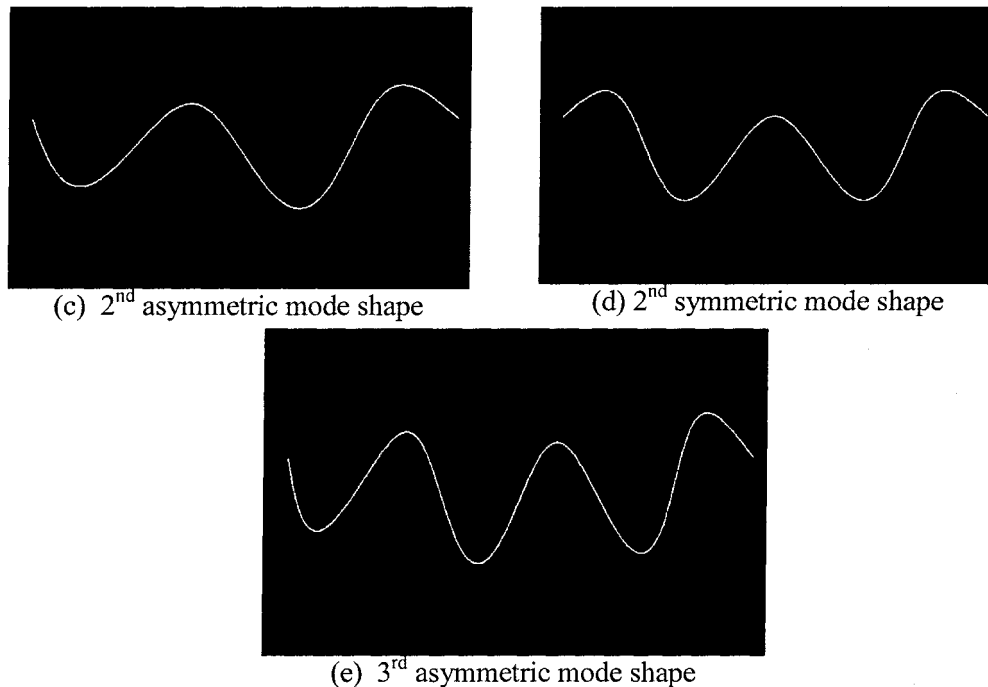 (c) 2nd asymmetric mode shape
(d) 2nd symmetric mode shape
(e) 3rd asymmetric mode shape